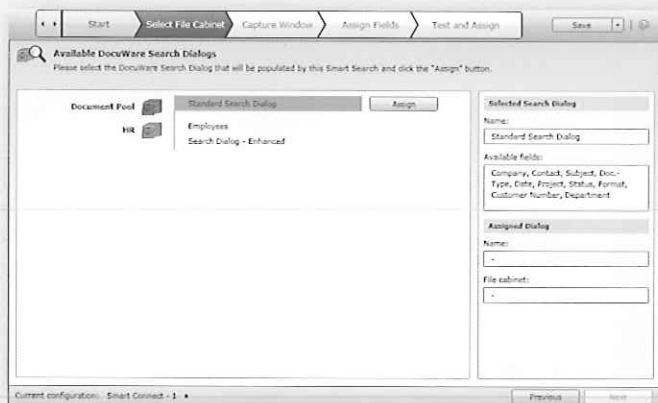 Start
Select File Cabinet
Capture Window
Assign Fields
Test and Assign
Save
Available DocuWare Search Dialogs
Please select the DocuWare Search Dialog that will be populated by this Smart Search and click the "Assign" button.
Document Pool
Standard Search Dialog
Assign
HR
Employees
Search Dialog - Enhanced
Selected Search Dialog
Name:
Standard Search Dialog
Available fields:
Company, Contact, Subject, Doc.-
Type, Date, Project, Status, Format,
Customer Number, Department
Assigned Dialog
Name:
-
File cabinet:
-
Current configuration: Smart Connect - 1
Previous
Next